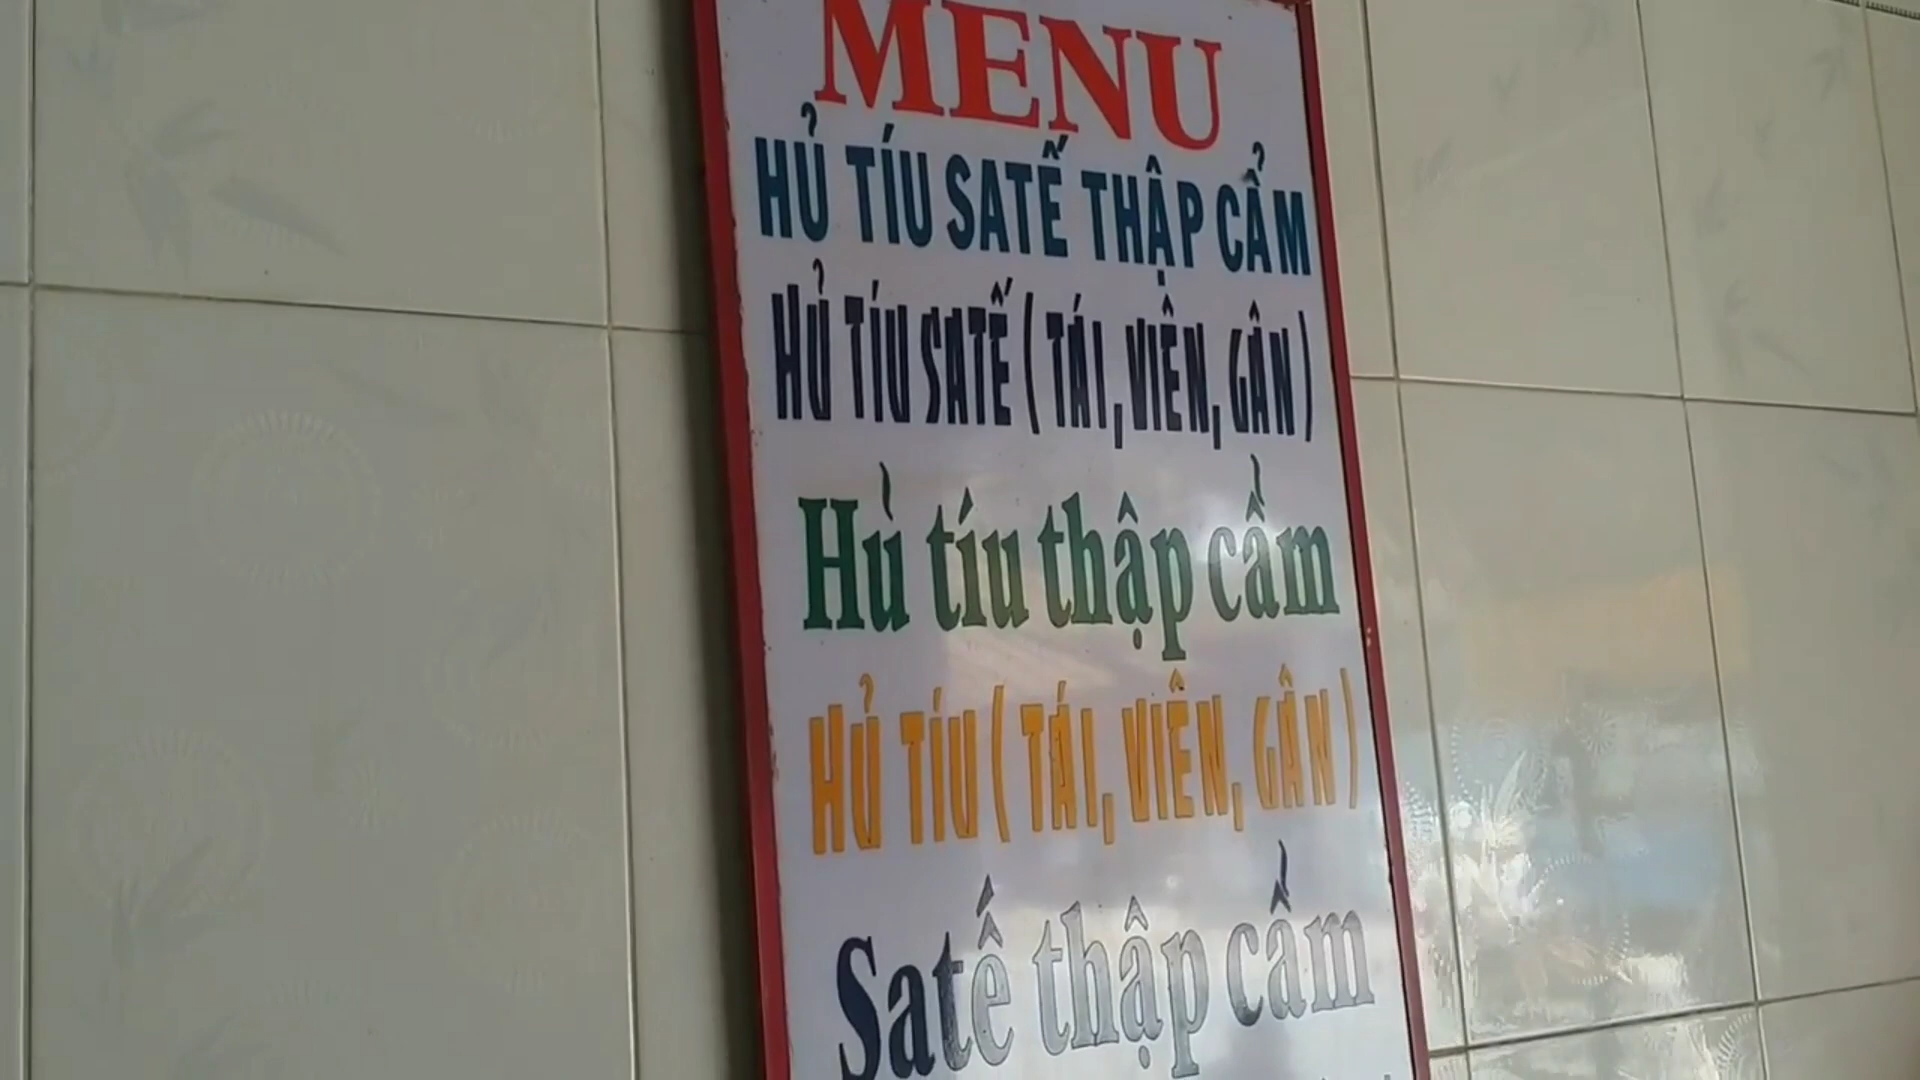 MENU
HỦ TÍU SATẾ THẬP CẨM
HỦ TÍU SATẾ ( TÁI, VIÊN, GÂN )
Hủ tíu thập cẩm
HỦ TÍU ( TÁI, VIÊN, GÂN )
Satế thập cẩm